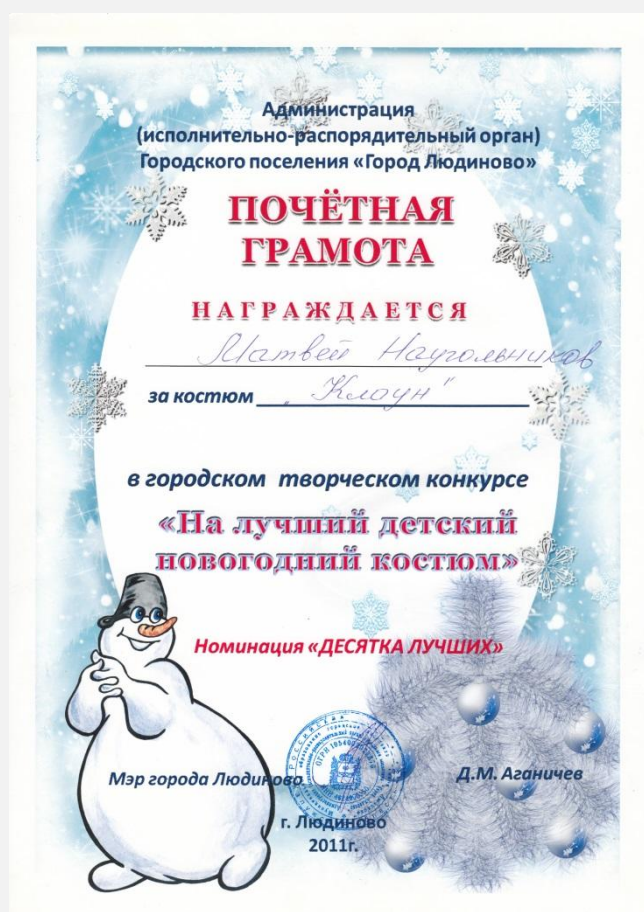 Администрация
(исполнительно-распорядительный орган)
Городского поселения «Город Людиново»
ПОЧЁТНАЯ
ГРАМОТА
НАГРАЖДАЕТСЯ
Матвей Наугольников
за костюм „Клоун"
в городском творческом конкурсе
«На лучший детский
новогодний костюм»
Номинация «ДЕСЯТКА ЛУЧШИХ»
Мэр города Людиново Д.М. Аганичев
г. Людиново
2011г.